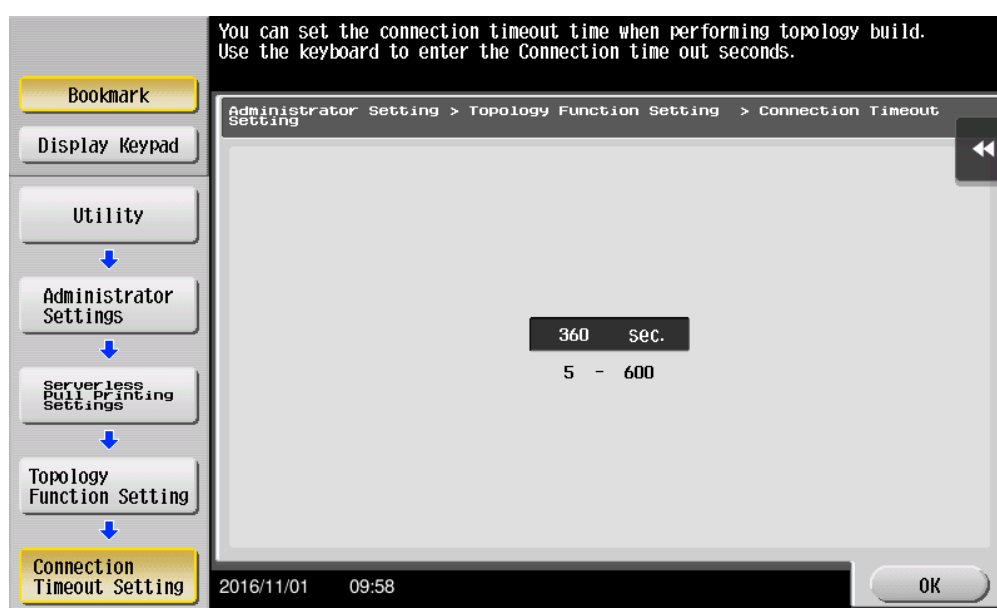 You can set the connection timeout time when performing topology build.
Use the keyboard to enter the Connection time out seconds.
Bookmark
Display Keypad
Utility
Administrator
Settings
Serverless
Pull Printing
Settings
Topology
Function Setting
Connection
Timeout Setting
Administrator Setting > Topology Function Setting > Connection Timeout
Setting
360 sec.
5 - 600
2016/11/01 09:58
OK